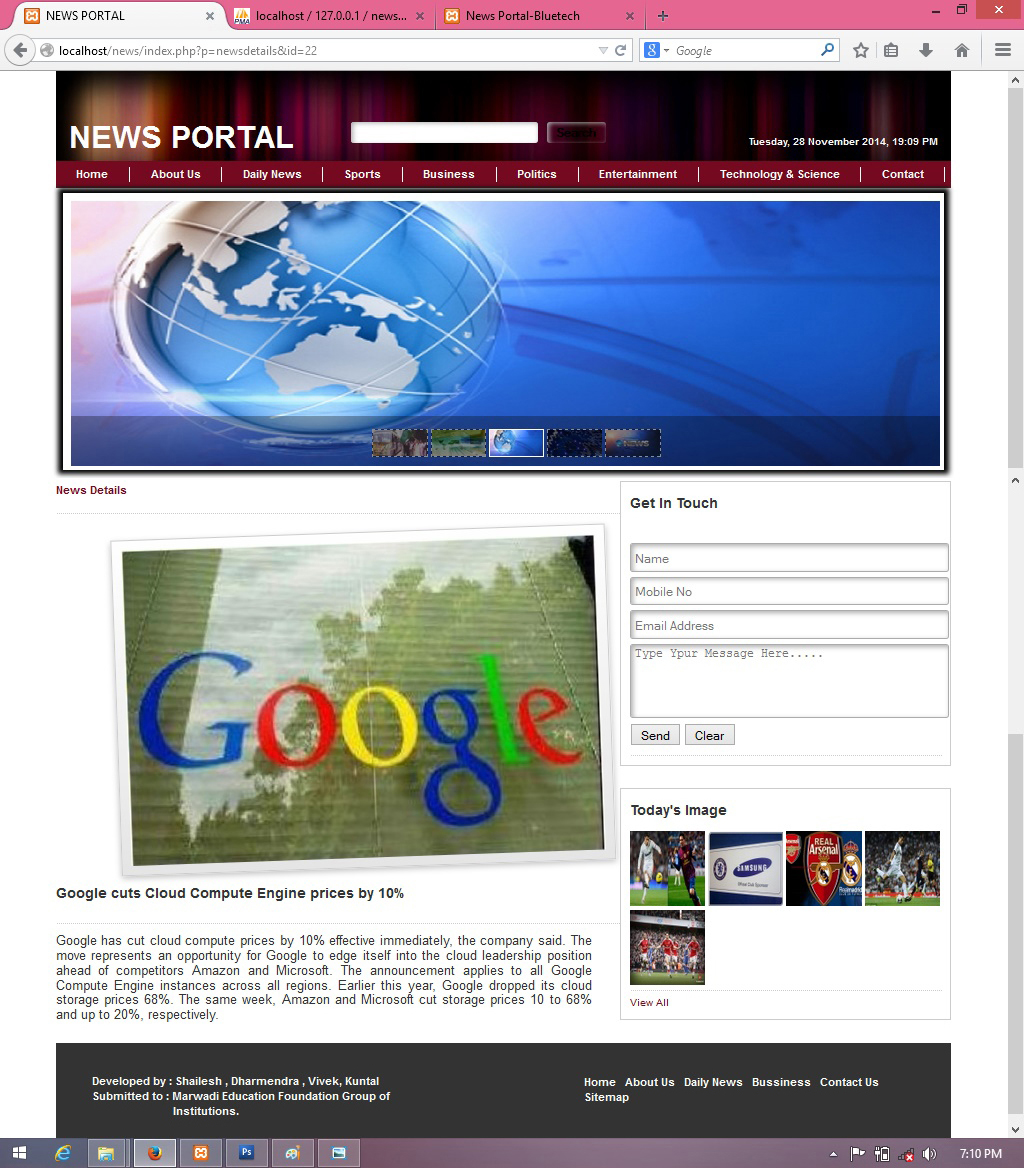 NEWS PORTAL
localhost / 127.0.0.1 / news...
News Portal-Bluetech
localhost/news/index.php?p=newsdetails&id=22
Google
NEWS PORTAL
Search
Tuesday, 28 November 2014, 19:09 PM
Home
About Us
Daily News
Sports
Business
Politics
Entertainment
Technology & Science
Contact
NEWS
News Details
Google
Google cuts Cloud Compute Engine prices by 10%
Google has cut cloud compute prices by 10% effective immediately, the company said. The
move represents an opportunity for Google to edge itself into the cloud leadership position
ahead of competitors Amazon and Microsoft. The announcement applies to all Google
Compute Engine instances across all regions. Earlier this year, Google dropped its cloud
storage prices 68%. The same week, Amazon and Microsoft cut storage prices 10 to 68%
and up to 20%, respectively.
Get In Touch
Name
Mobile No
Email Address
Type Ypur Message Here.....
Send
Clear
Today's Image
SAMSUNG
REAL
Arsenal
View All
Developed by : Shailesh , Dharmendra , Vivek, Kuntal
Submitted to : Marwadi Education Foundation Group of
Institutions.
Home About Us Daily News Bussiness Contact Us
Sitemap
7:10 PM